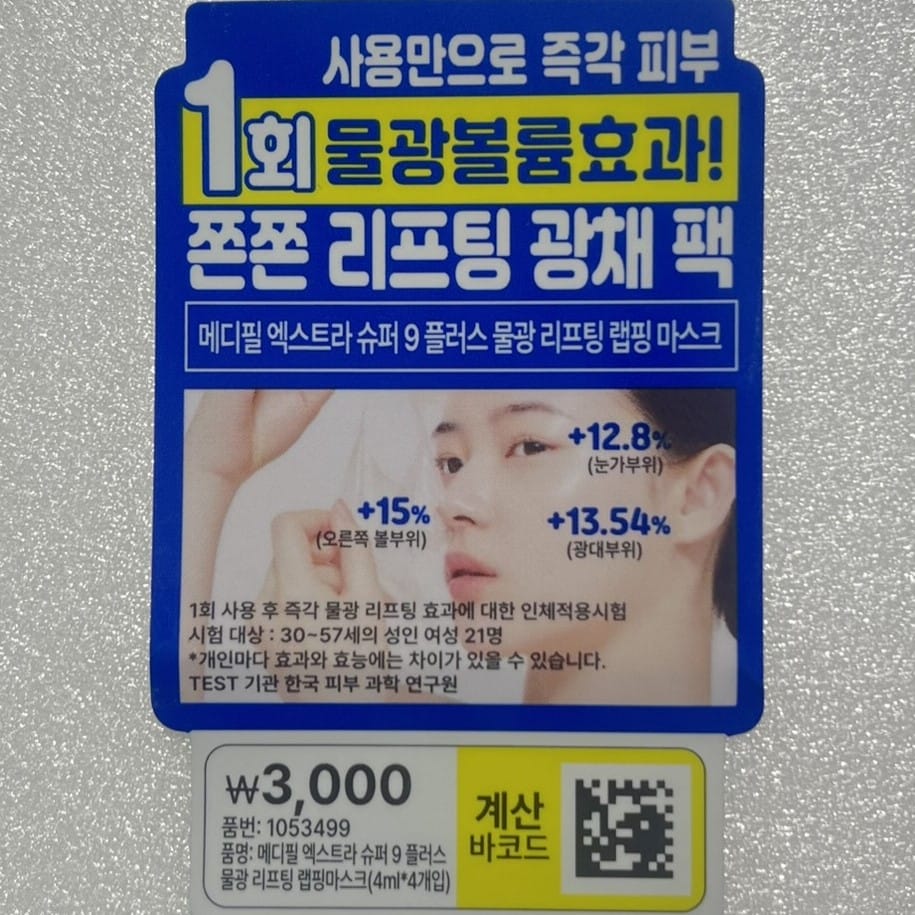 사용만으로 즉각 피부
1회 물광볼륨효과!
쫀쫀 리프팅 광채 팩
메디필 엑스트라 슈퍼 9 플러스 물광 리프팅 랩핑 마스크
+12.8%
(눈가부위)
+15%
(오른쪽 볼부위)
+13.54%
(광대부위)
1회 사용 후 즉각 물광 리프팅 효과에 대한 인체적용시험
시험 대상 : 30~57세의 성인 여성 21명
*개인마다 효과와 효능에는 차이가 있을 수 있습니다.
TEST 기관 한국 피부 과학 연구원
₩3,000
품번: 1053499
품명: 메디필 엑스트라 슈퍼 9 플러스
물광 리프팅 랩핑마스크(4ml*4개입)
계산
바코드